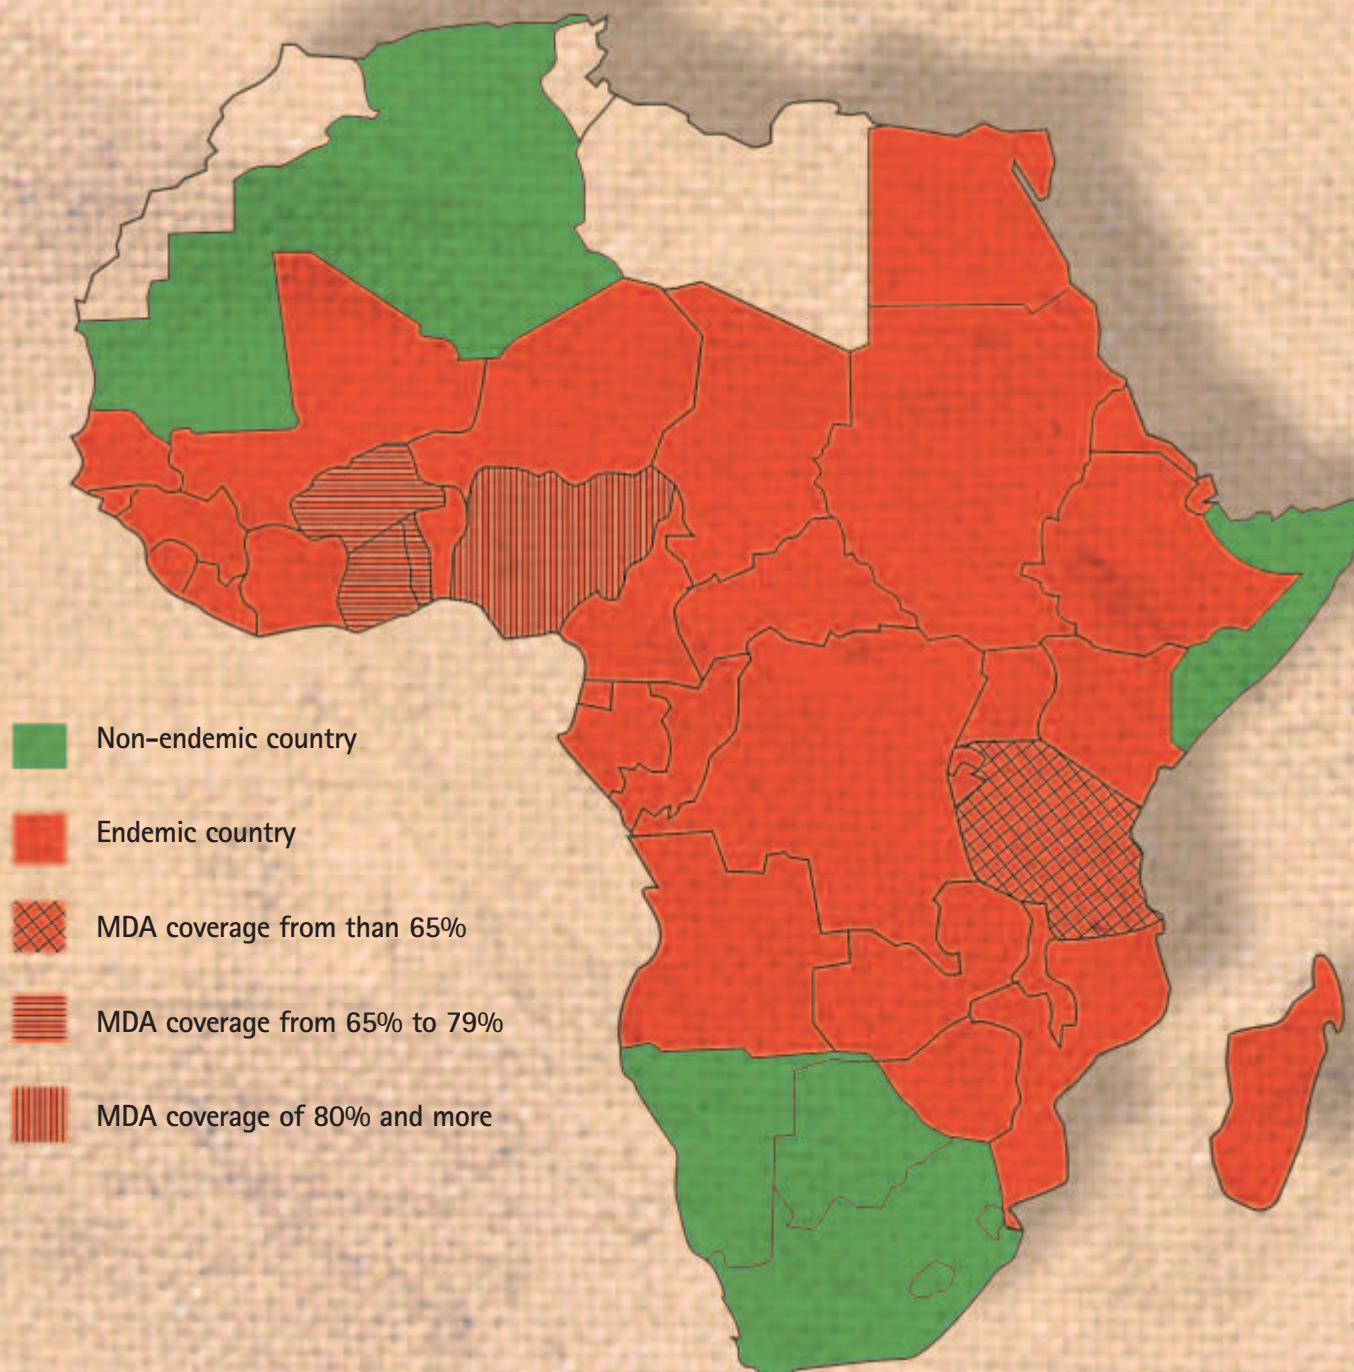 Non-endemic country
Endemic country
MDA coverage from than 65%
MDA coverage from 65% to 79%
MDA coverage of 80% and more